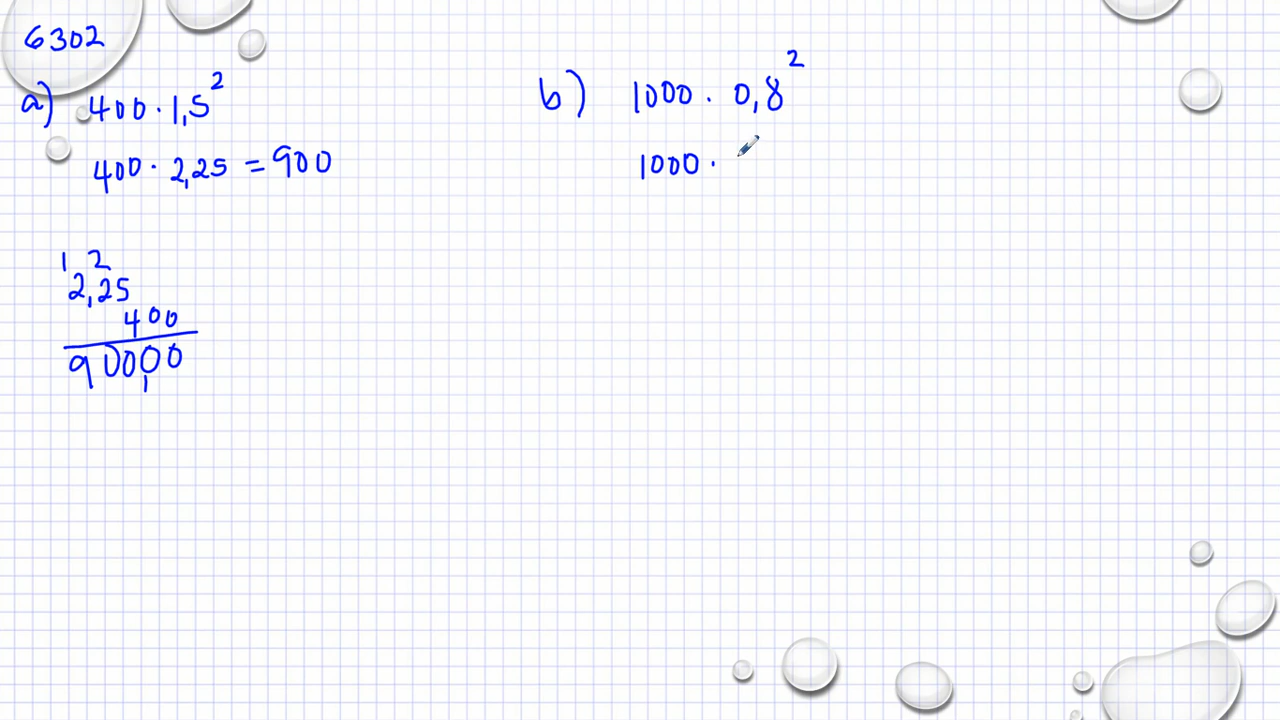 6302
a) 400 · 1,5²
400 · 2,25 = 900
1 2
2,25
400
90000,
b) 1000 · 0,8²
1000 ·